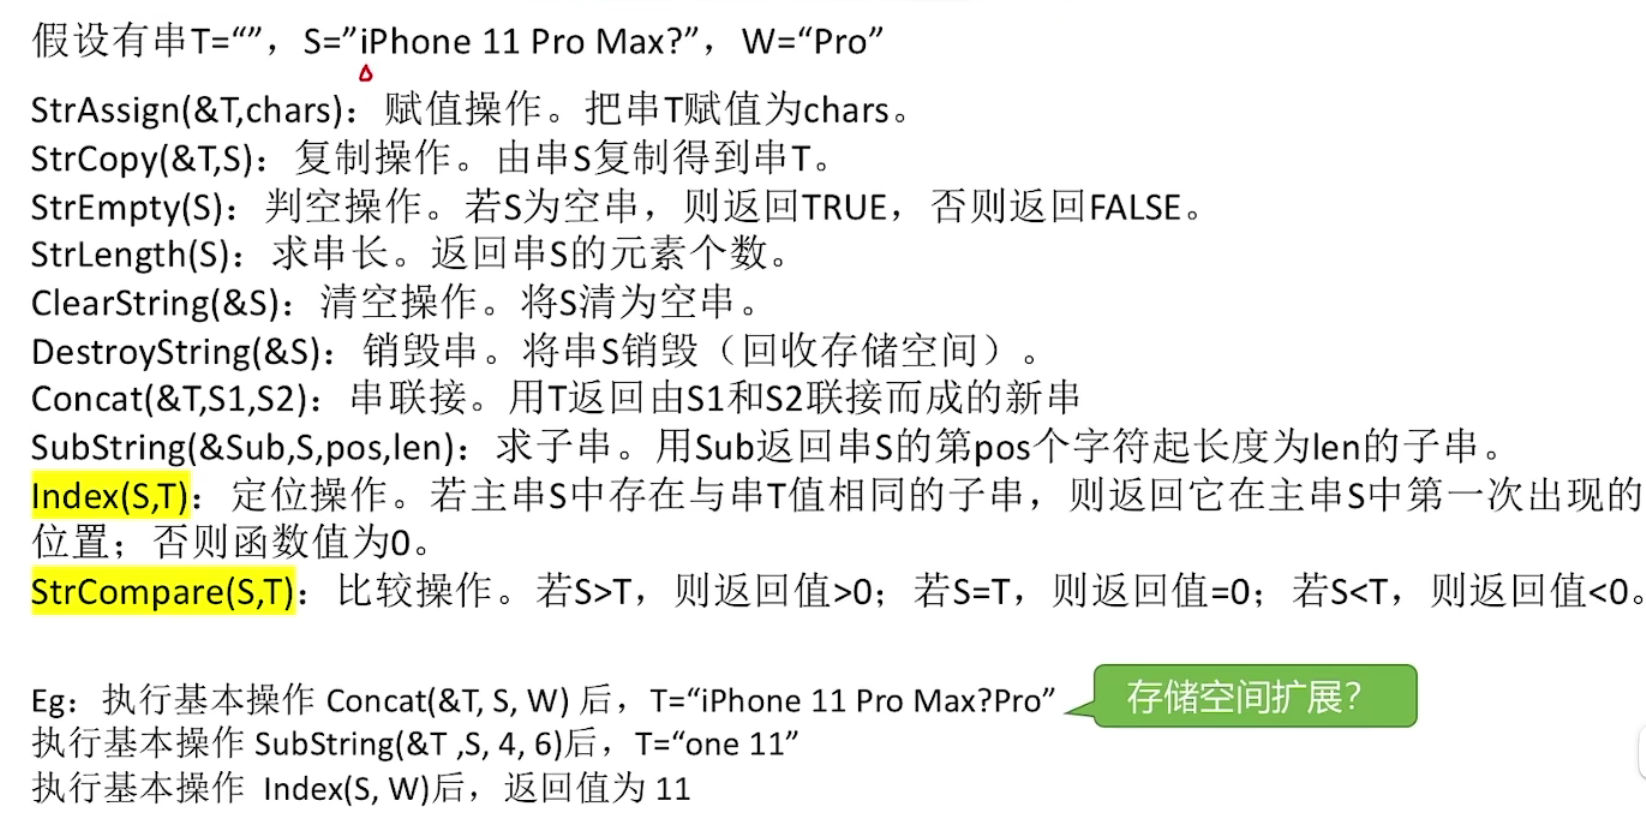 假设有串T=“”，S=”iPhone 11 Pro Max?”，W=“Pro”
StrAssign(&T,chars)：赋值操作。把串T赋值为chars。
StrCopy(&T,S)：复制操作。由串S复制得到串T。
StrEmpty(S)：判空操作。若S为空串，则返回TRUE，否则返回FALSE。
StrLength(S)：求串长。返回串S的元素个数。
ClearString(&S)：清空操作。将S清为空串。
DestroyString(&S)：销毁串。将串S销毁（回收存储空间）。
Concat(&T,S1,S2)：串联接。用T返回由S1和S2联接而成的新串
SubString(&Sub,S,pos,len)：求子串。用Sub返回串S的第pos个字符起长度为len的子串。
Index(S,T)：定位操作。若主串S中存在与串T值相同的子串，则返回它在主串S中第一次出现的
位置；否则函数值为0。
StrCompare(S,T)：比较操作。若S>T，则返回值>0；若S=T，则返回值=0；若S<T，则返回值<0。
Eg：执行基本操作 Concat(&T, S, W) 后，T=“iPhone 11 Pro Max?Pro”
存储空间扩展？
执行基本操作 SubString(&T ,S, 4, 6)后，T=“one 11”
执行基本操作 Index(S, W)后，返回值为 11